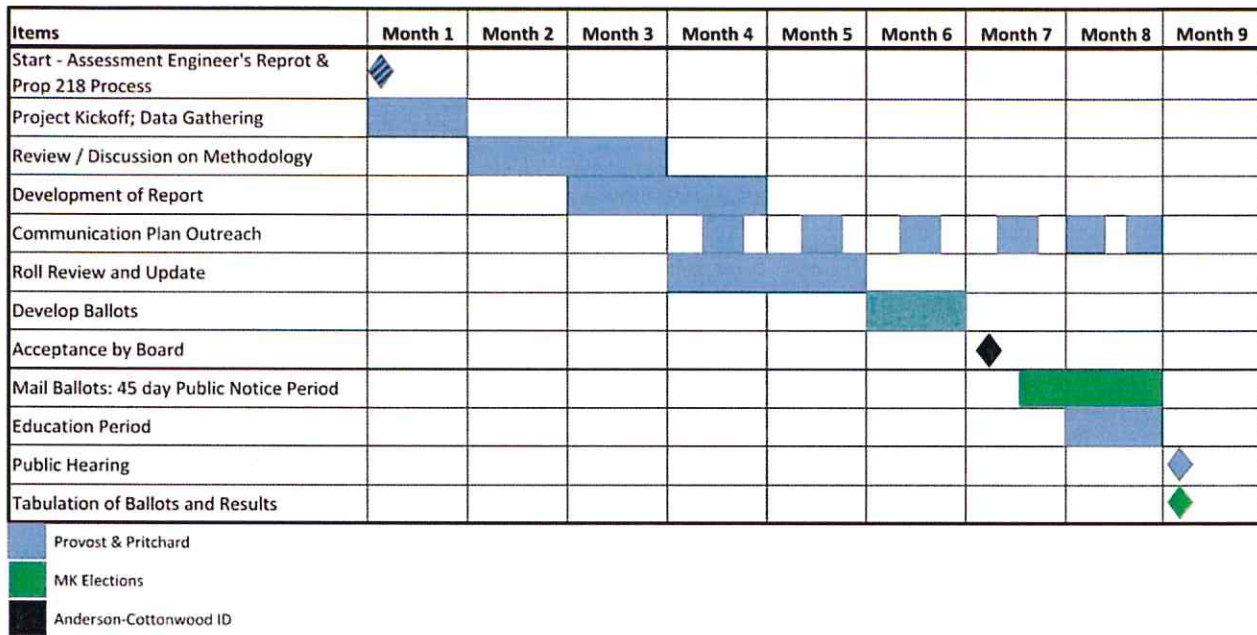 Items Month 1 Month 2 Month 3 Month 4 Month 5 Month 6 Month 7 Month 8 Month 9
Start - Assessment Engineer's Reprot &
Prop 218 Process
Project Kickoff; Data Gathering
Review / Discussion on Methodology
Development of Report
Communication Plan Outreach
Roll Review and Update
Develop Ballots
Acceptance by Board
Mail Ballots: 45 day Public Notice Period
Education Period
Public Hearing
Tabulation of Ballots and Results
Provost & Pritchard
MK Elections
Anderson-Cottonwood ID